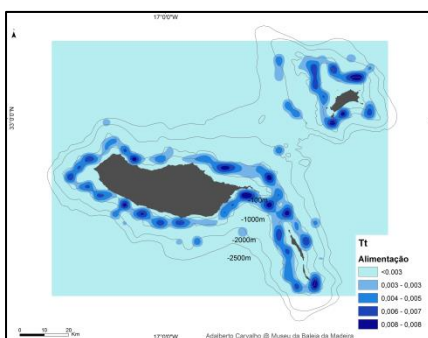 17°0'0"W
33°0'0"N
-100m
-1000m
-2000m
-2500m
Tt
Alimentação
<0.003
0,003 - 0,003
0,004 - 0,005
0,006 - 0,007
0,008 - 0,008
0 10 20
Km
17°0'0"W
Adalberto Carvalho @ Museu da Baleia da Madeira